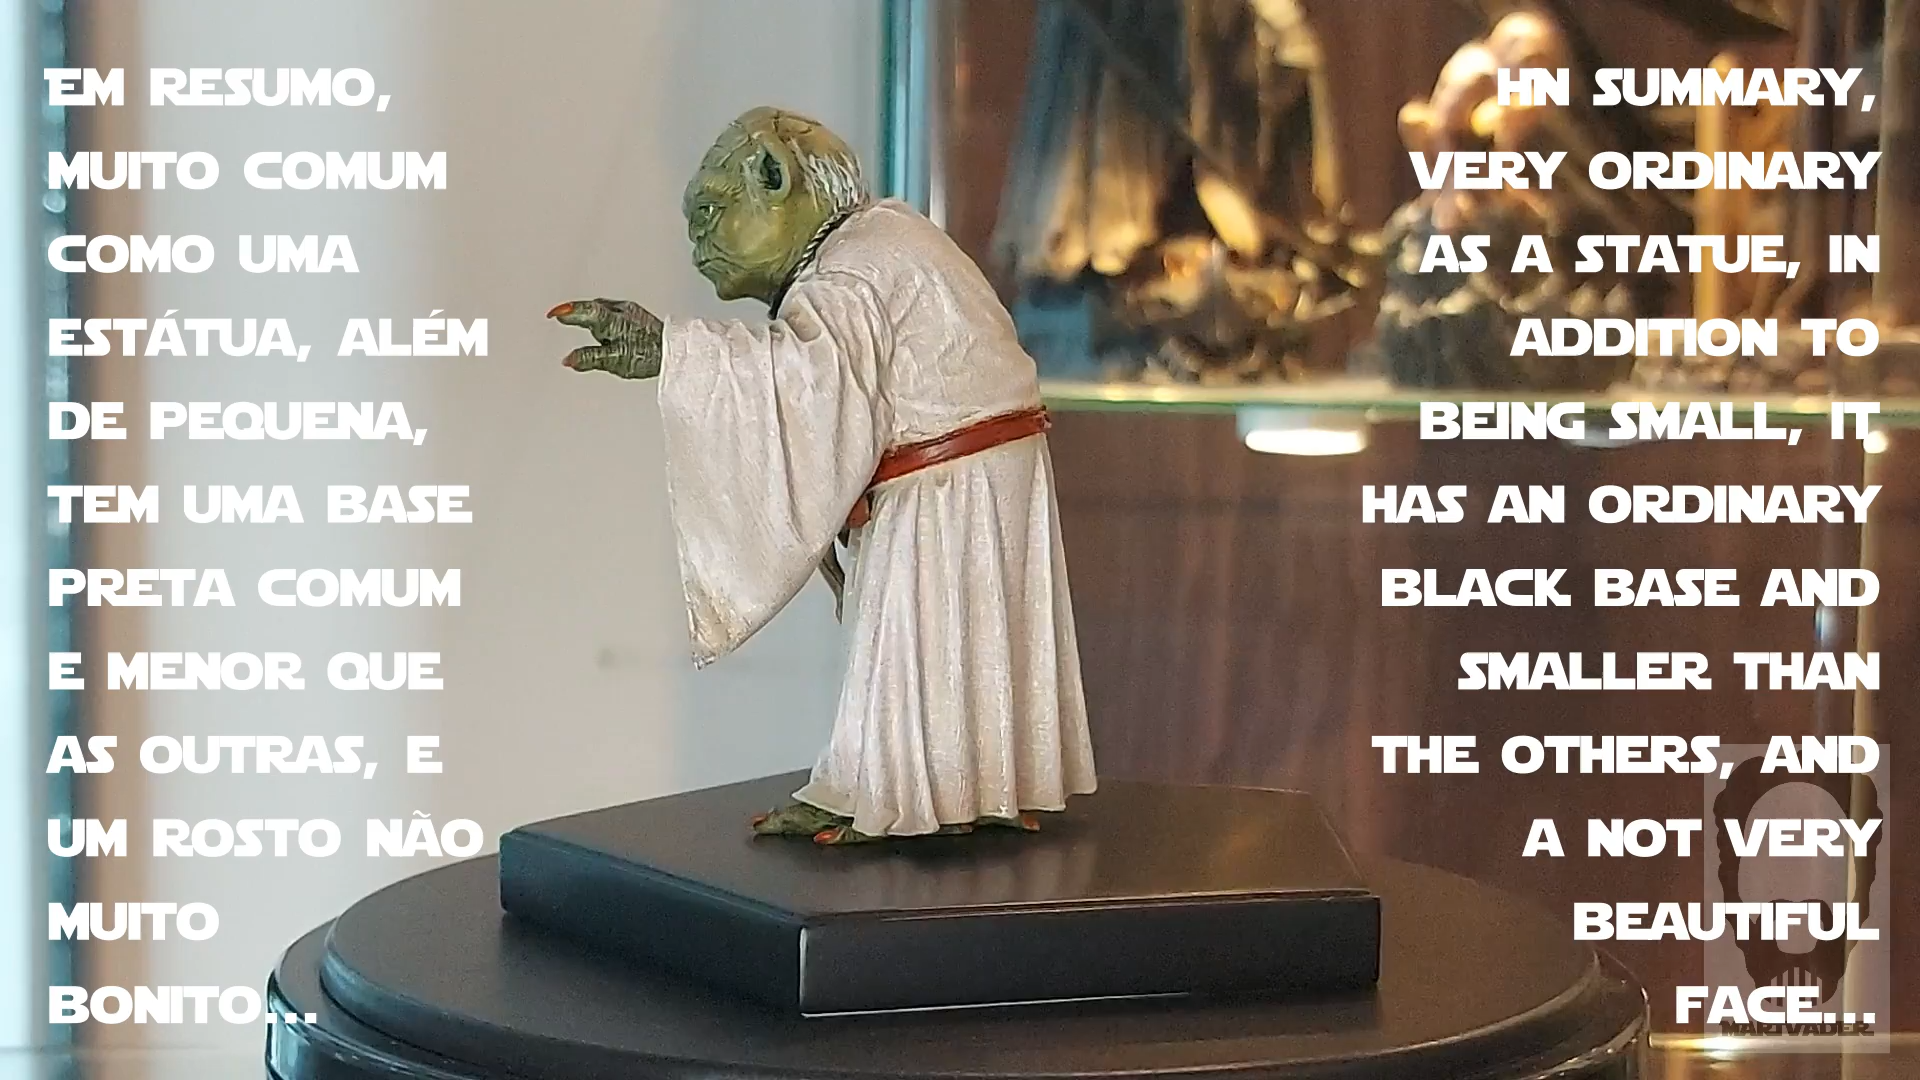 EM RESUMO,
MUITO COMUM
COMO UMA
ESTÁTUA, ALÉM
DE PEQUENA,
TEM UMA BASE
PRETA COMUM
E MENOR QUE
AS OUTRAS, E
UM ROSTO NÃO
MUITO
BONITO...
HN SUMMARY,
VERY ORDINARY
AS A STATUE, IN
ADDITION TO
BEING SMALL, IT
HAS AN ORDINARY
BLACK BASE AND
SMALLER THAN
THE OTHERS, AND
A NOT VERY
BEAUTIFUL
FACE...
MARTVADER